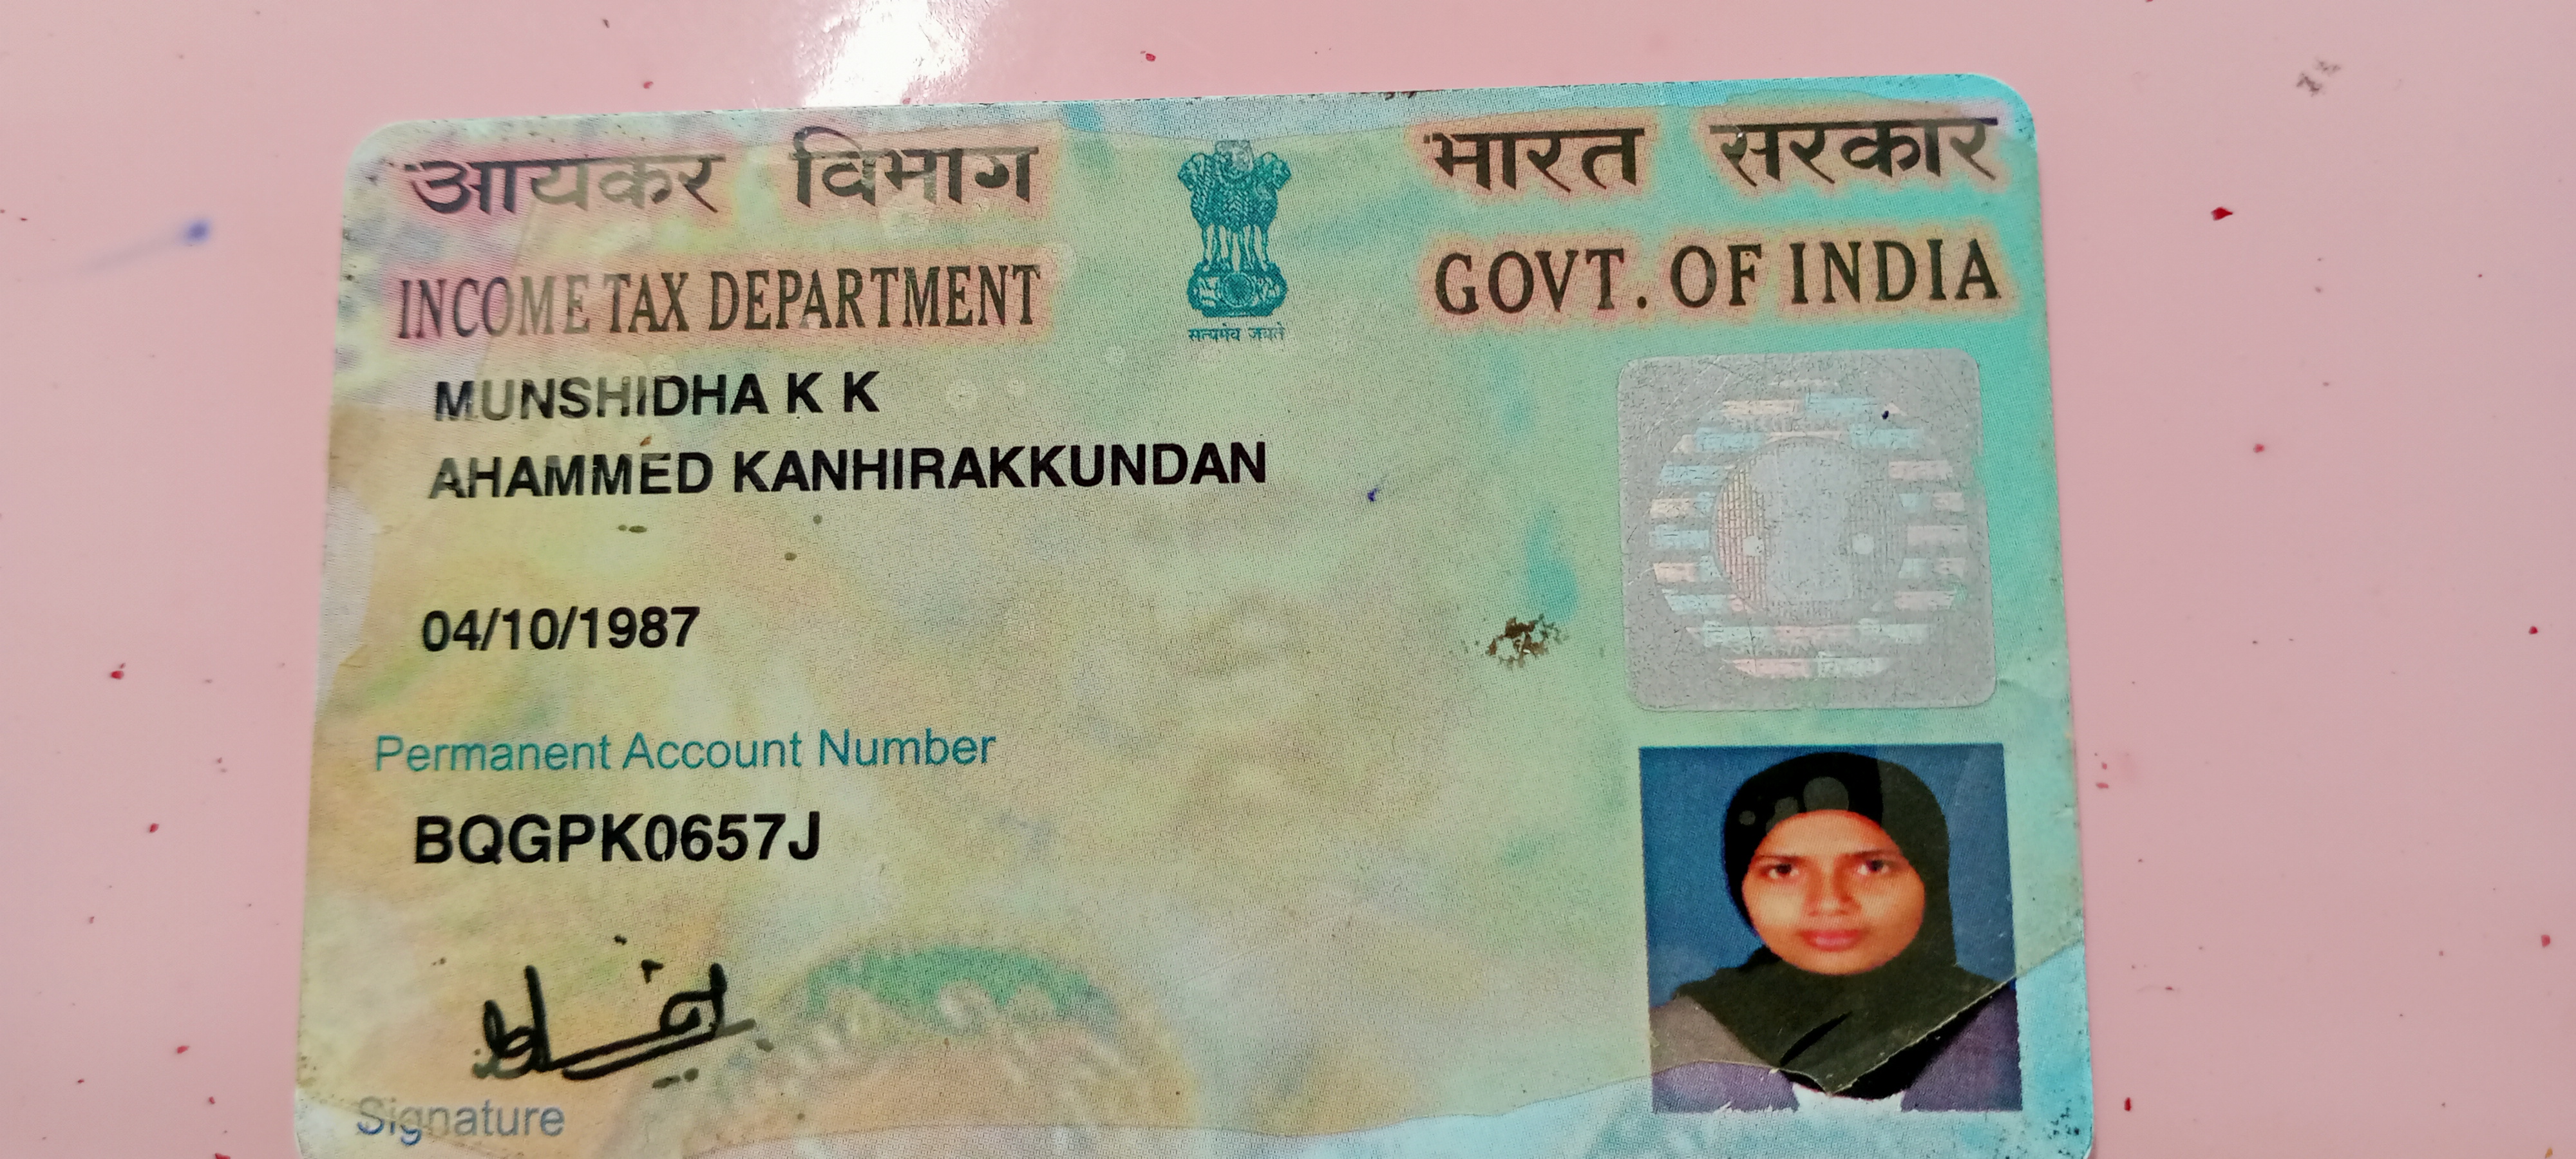 आयकर विभाग
INCOME TAX DEPARTMENT
भारत सरकार
GOVT. OF INDIA
सत्यमेव जयते
MUNSHIDHA K K
AHAMMED KANHIRAKKUNDAN
04/10/1987
Permanent Account Number
BQGPK0657J
Signature